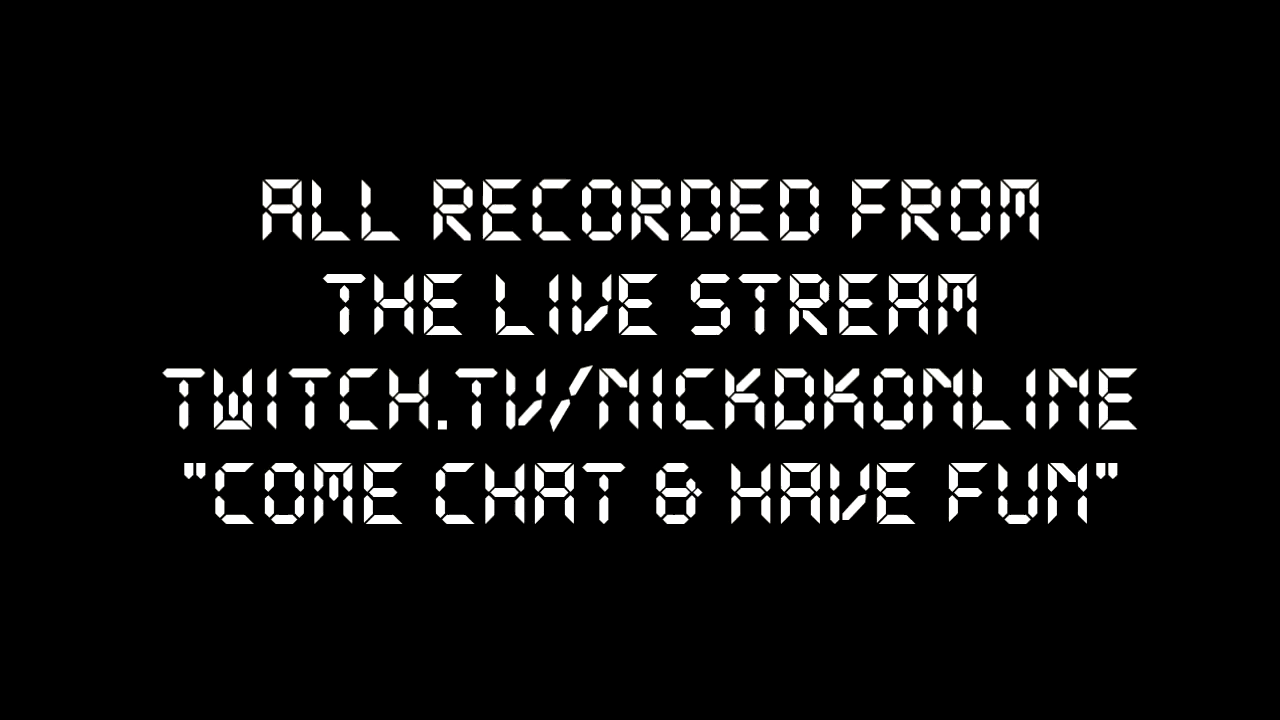 ALL RECORDED FROM
THE LIVE STREAM
TWITCH.TV/NICKDKONLINE
"COME CHAT & HAVE FUN"